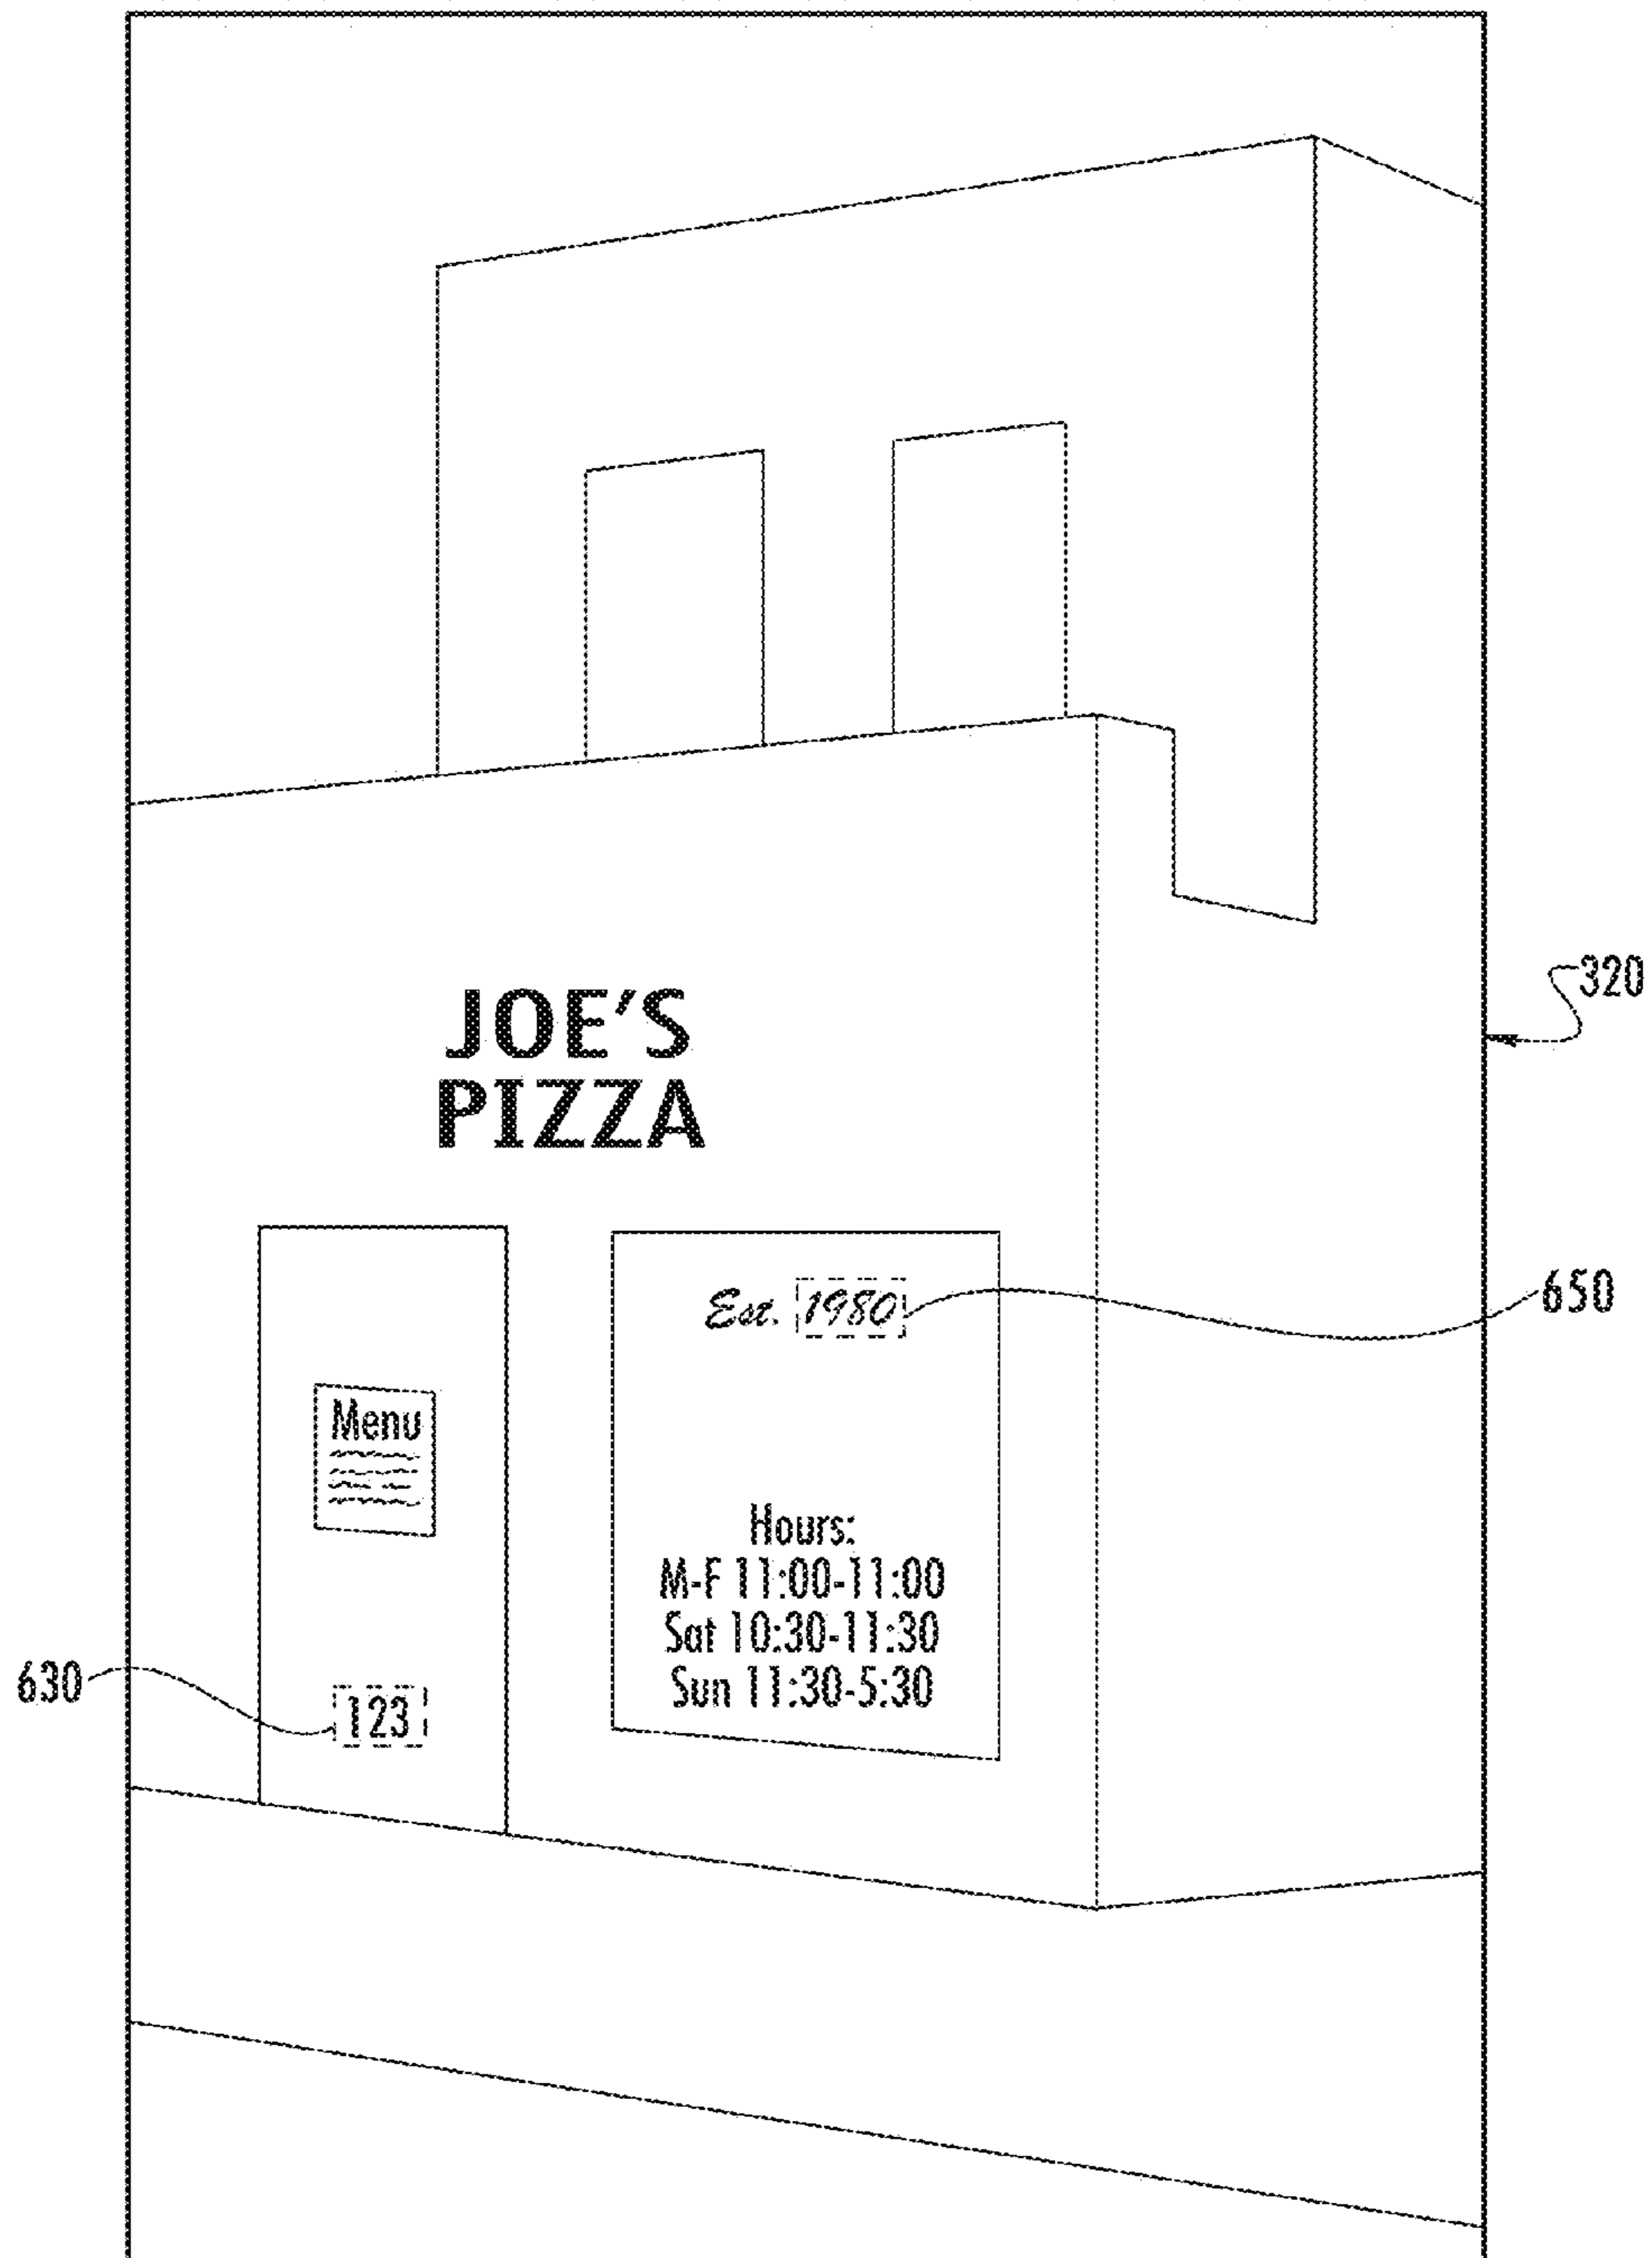 320
JOE'S
PIZZA
Est. 1980
650
Menu
Hours:
M-F 11:00-11:00
Sat 10:30-11:30
Sun 11:30-5:30
630
123